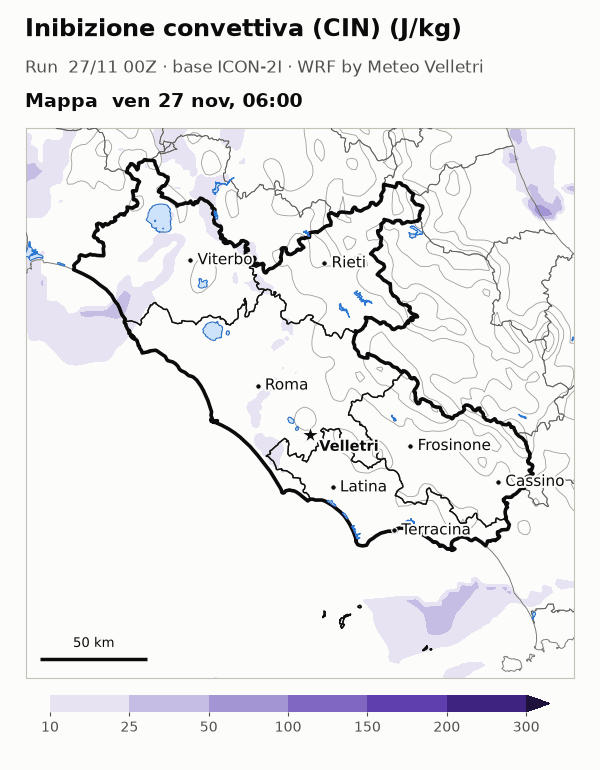 Inibizione convettiva (CIN) (J/kg)
Run  27/11 00Z · base ICON-2I · WRF by Meteo Velletri
Mappa  ven 27 nov, 06:00
Viterbo
Rieti
Roma
Velletri
Frosinone
Cassino
Latina
Terracina
50 km
10 25 50 100 150 200 300